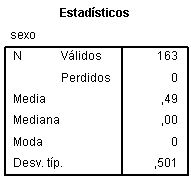 Estadísticos
sexo
N Válidos 163
Perdidos 0
Media ,49
Mediana ,00
Moda 0
Desv. típ. ,501